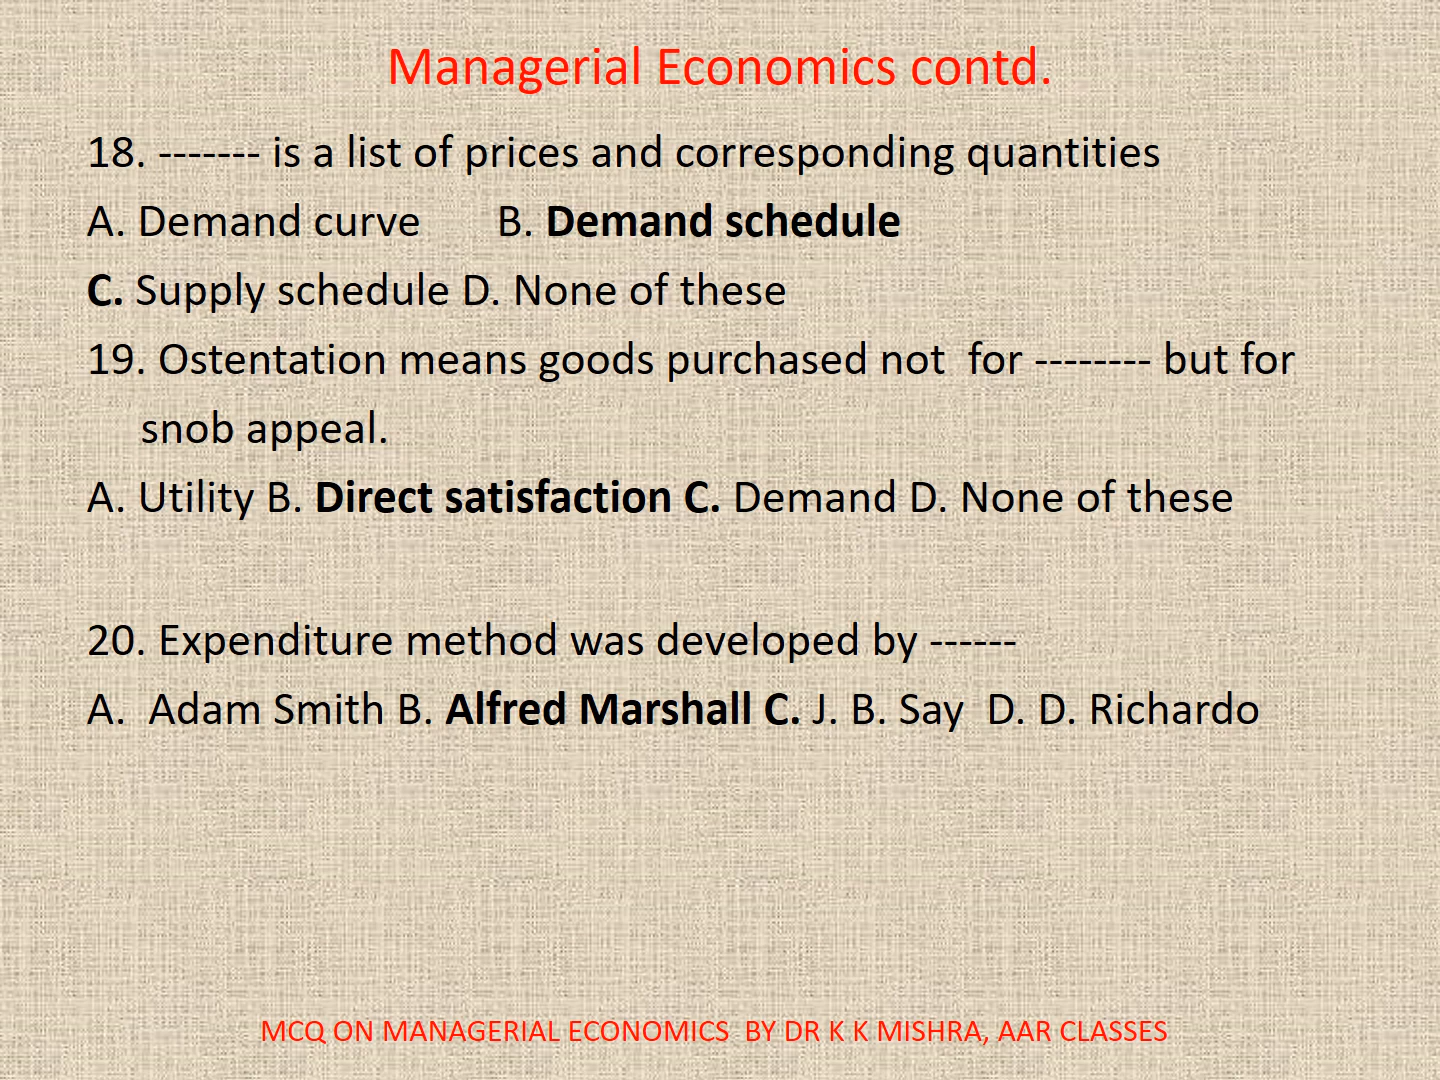 Managerial Economics contd.
18. ------- is a list of prices and corresponding quantities
A. Demand curve B. Demand schedule
C. Supply schedule D. None of these
19. Ostentation means goods purchased not for -------- but for
snob appeal.
A. Utility B. Direct satisfaction C. Demand D. None of these
20. Expenditure method was developed by ------
A. Adam Smith B. Alfred Marshall C. J. B. Say D. D. Richardo
MCQ ON MANAGERIAL ECONOMICS BY DR K K MISHRA, AAR CLASSES